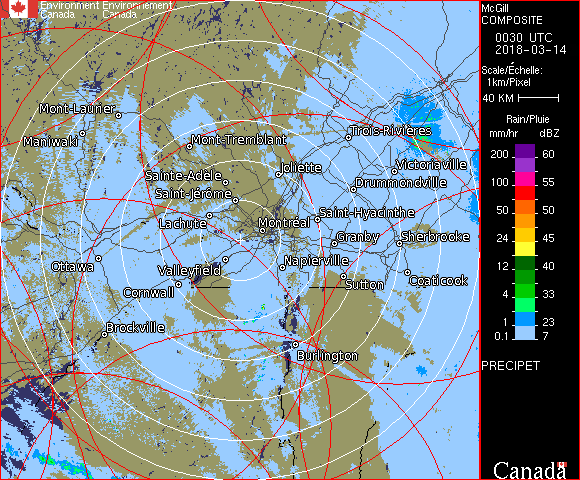 Environment Environnement
Canada Canada
McGill
COMPOSITE
0030 UTC
2018-03-14
Scale/Échelle:
1km/Pixel
40 KM
Rain/Pluie
mm/hr dBZ
200 60
100 55
50 50
24 45
12 40
4 33
1 23
0.1 7
PRECIPET
Canada
Mont-Laurier
Maniwaki
Mont-Tremblant
Trois-Rivières
Joliette
Victoriaville
Sainte-Adèle
Drummondville
Saint-Jérôme
Saint-Hyacinthe
Lachute
Montréal
Granby
Sherbrooke
Ottawa
Valleyfield
Napierville
Sutton
Coaticook
Cornwall
Brockville
Burlington